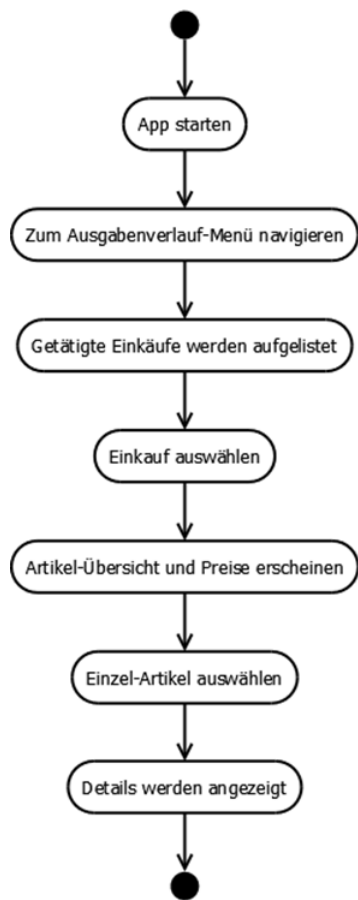 App starten
Zum Ausgabenverlauf-Menü navigieren
Getätigte Einkäufe werden aufgelistet
Einkauf auswählen
Artikel-Übersicht und Preise erscheinen
Einzel-Artikel auswählen
Details werden angezeigt